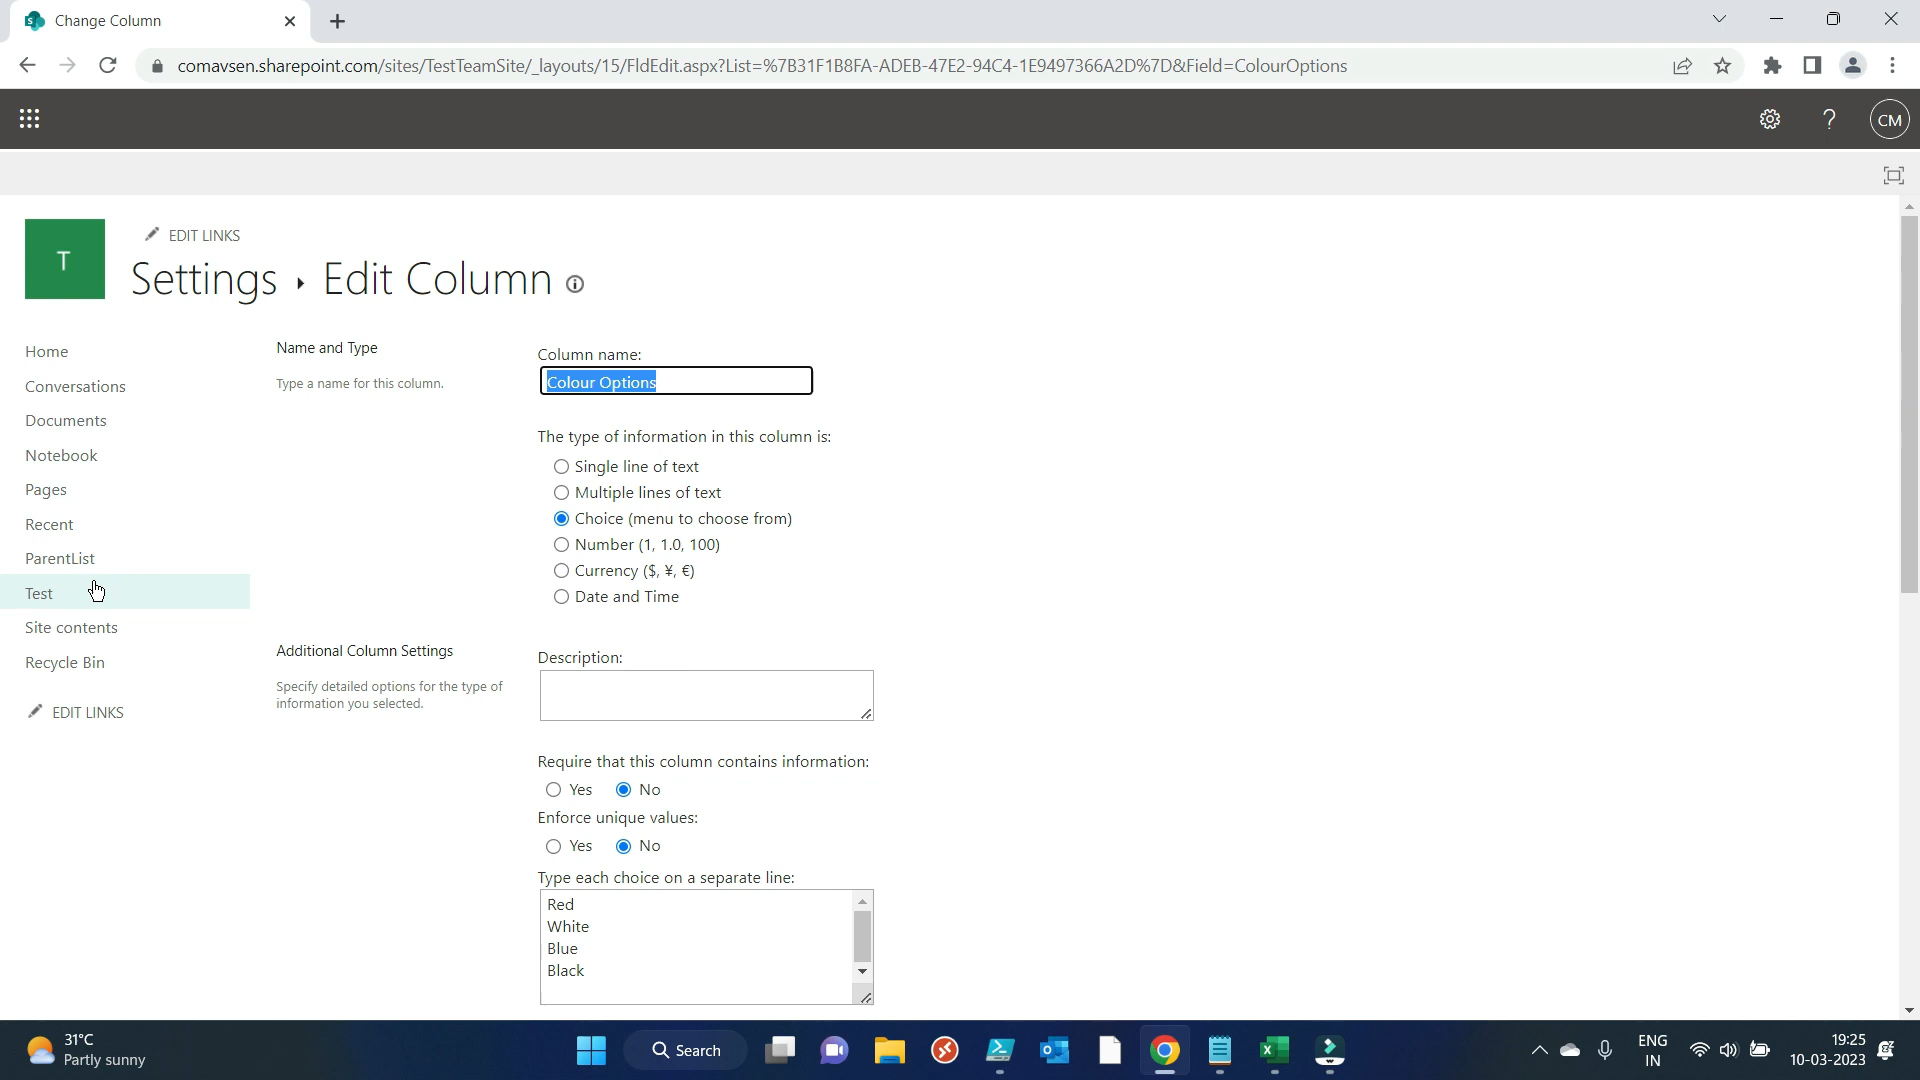 Change Column
comavsen.sharepoint.com/sites/TestTeamSite/_layouts/15/FldEdit.aspx?List=%7B31F1B8FA-ADEB-47E2-94C4-1E9497366A2D%7D&Field=ColourOptions
CM
T
EDIT LINKS
Settings ▸ Edit Column
Home
Conversations
Documents
Notebook
Pages
Recent
ParentList
Test
Site contents
Recycle Bin
EDIT LINKS
Name and Type
Type a name for this column.
Column name:
Colour Options
The type of information in this column is:
Single line of text
Multiple lines of text
Choice (menu to choose from)
Number (1, 1.0, 100)
Currency ($, ¥, €)
Date and Time
Additional Column Settings
Specify detailed options for the type of
information you selected.
Description:
Require that this column contains information:
Yes No
Enforce unique values:
Yes No
Type each choice on a separate line:
Red
White
Blue
Black
31°C
Partly sunny
Search
ENG
IN
19:25
10-03-2023